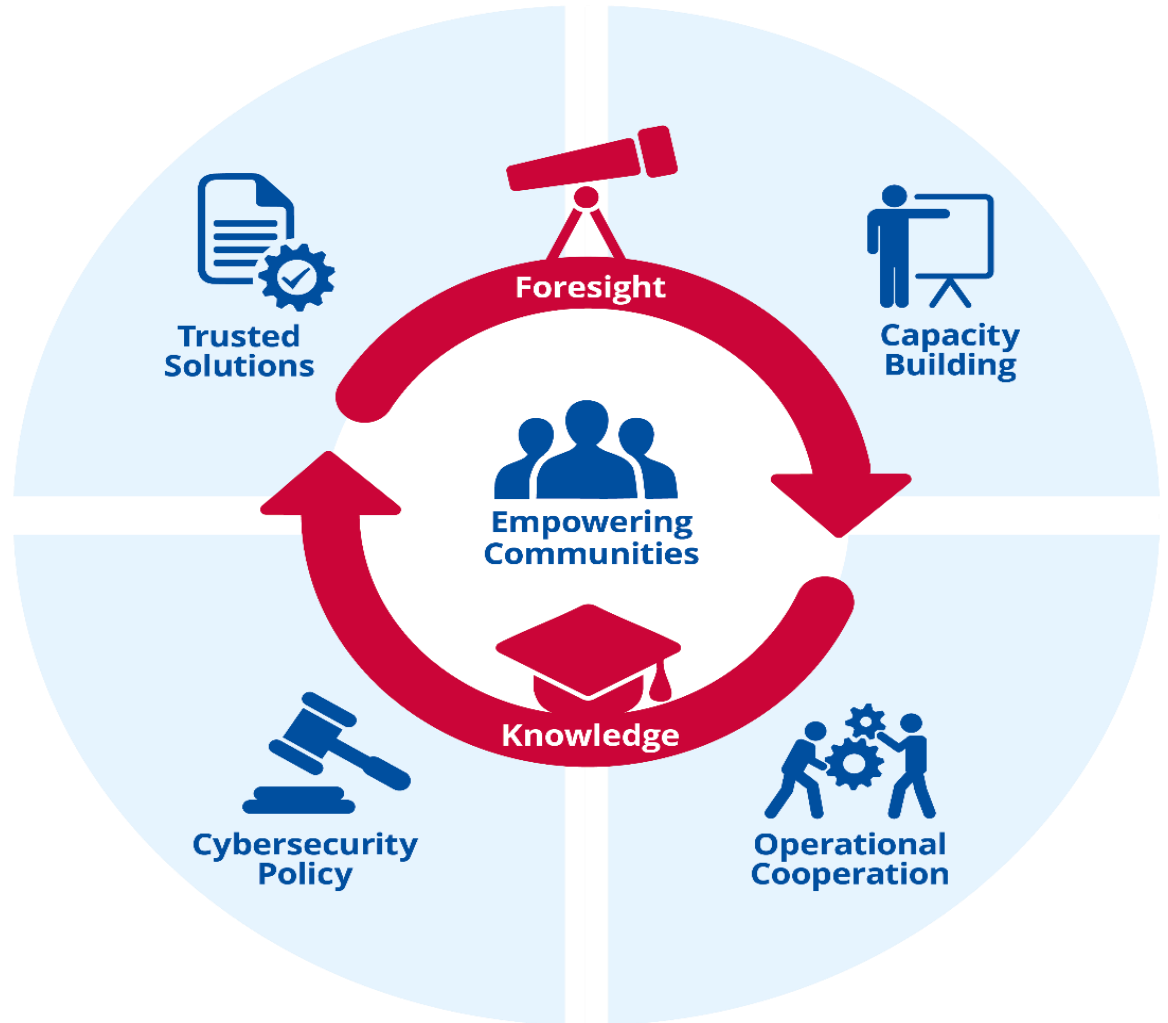 Foresight
Trusted
Solutions
Capacity
Building
Empowering
Communities
Knowledge
Cybersecurity
Policy
Operational
Cooperation